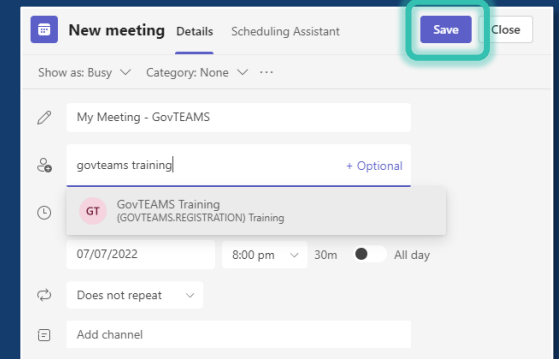 New meeting Details Scheduling Assistant Save Close
Show as: Busy Category: None ...
My Meeting - GovTEAMS
govteams training + Optional
GT GovTEAMS Training
(GOVTEAMS.REGISTRATION) Training
07/07/2022 8:00 pm 30m All day
Does not repeat
Add channel